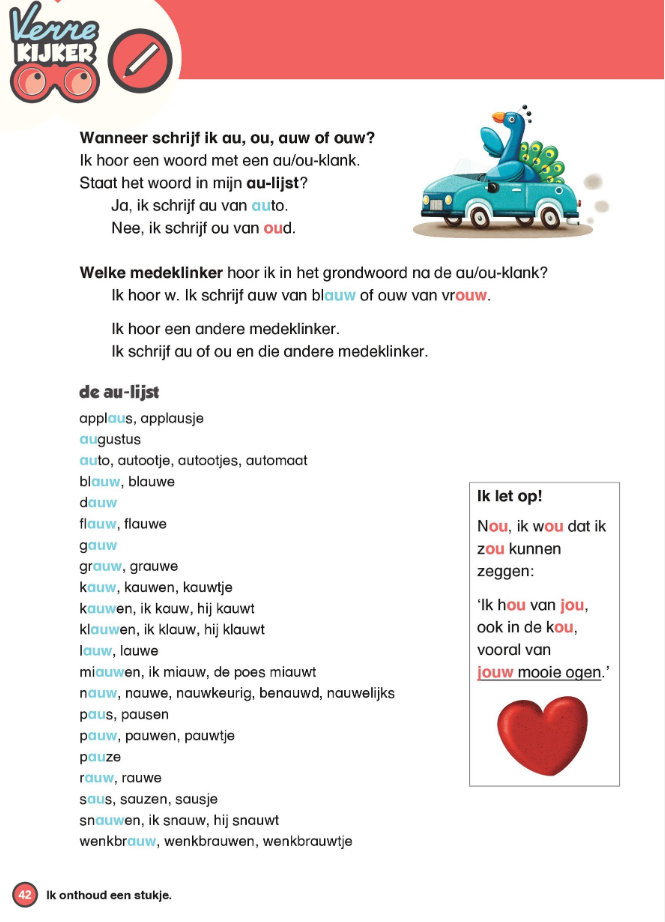 Verre
KIJKER
Wanneer schrijf ik au, ou, auw of ouw?
Ik hoor een woord met een au/ou-klank.
Staat het woord in mijn au-lijst?
Ja, ik schrijf au van auto.
Nee, ik schrijf ou van oud.
Welke medeklinker hoor ik in het grondwoord na de au/ou-klank?
Ik hoor w. Ik schrijf auw van blauw of ouw van vrouw.
Ik hoor een andere medeklinker.
Ik schrijf au of ou en die andere medeklinker.
de au-lijst
applaus, applausje
augustus
auto, autootje, autootjes, automaat
blauw, blauwe
dauw
flauw, flauwe
gauw
grauw, grauwe
kauw, kauwen, kauwtje
kauwen, ik kauw, hij kauwt
klauwen, ik klauw, hij klauwt
lauw, lauwe
miauwen, ik miauw, de poes miauwt
nauw, nauwe, nauwkeurig, benauwd, nauwelijks
paus, pausen
pauw, pauwen, pauwtje
pauze
rauw, rauwe
saus, sauzen, sausje
snauwen, ik snauw, hij snauwt
wenkbrauw, wenkbrauwen, wenkbrauwtje
Ik let op!
Nou, ik wou dat ik
zou kunnen
zeggen:
‘Ik hou van jou,
ook in de kou,
vooral van
jouw mooie ogen.’
42 Ik onthoud een stukje.